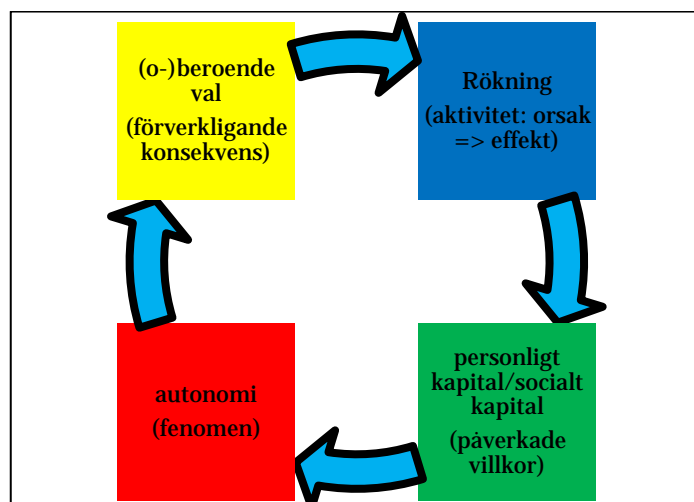 (o-)beroende
val
(förverkligande
konsekvens)
Rökning
(aktivitet: orsak
=> effekt)
personligt
kapital/socialt
kapital
(påverkade
villkor)
autonomi
(fenomen)